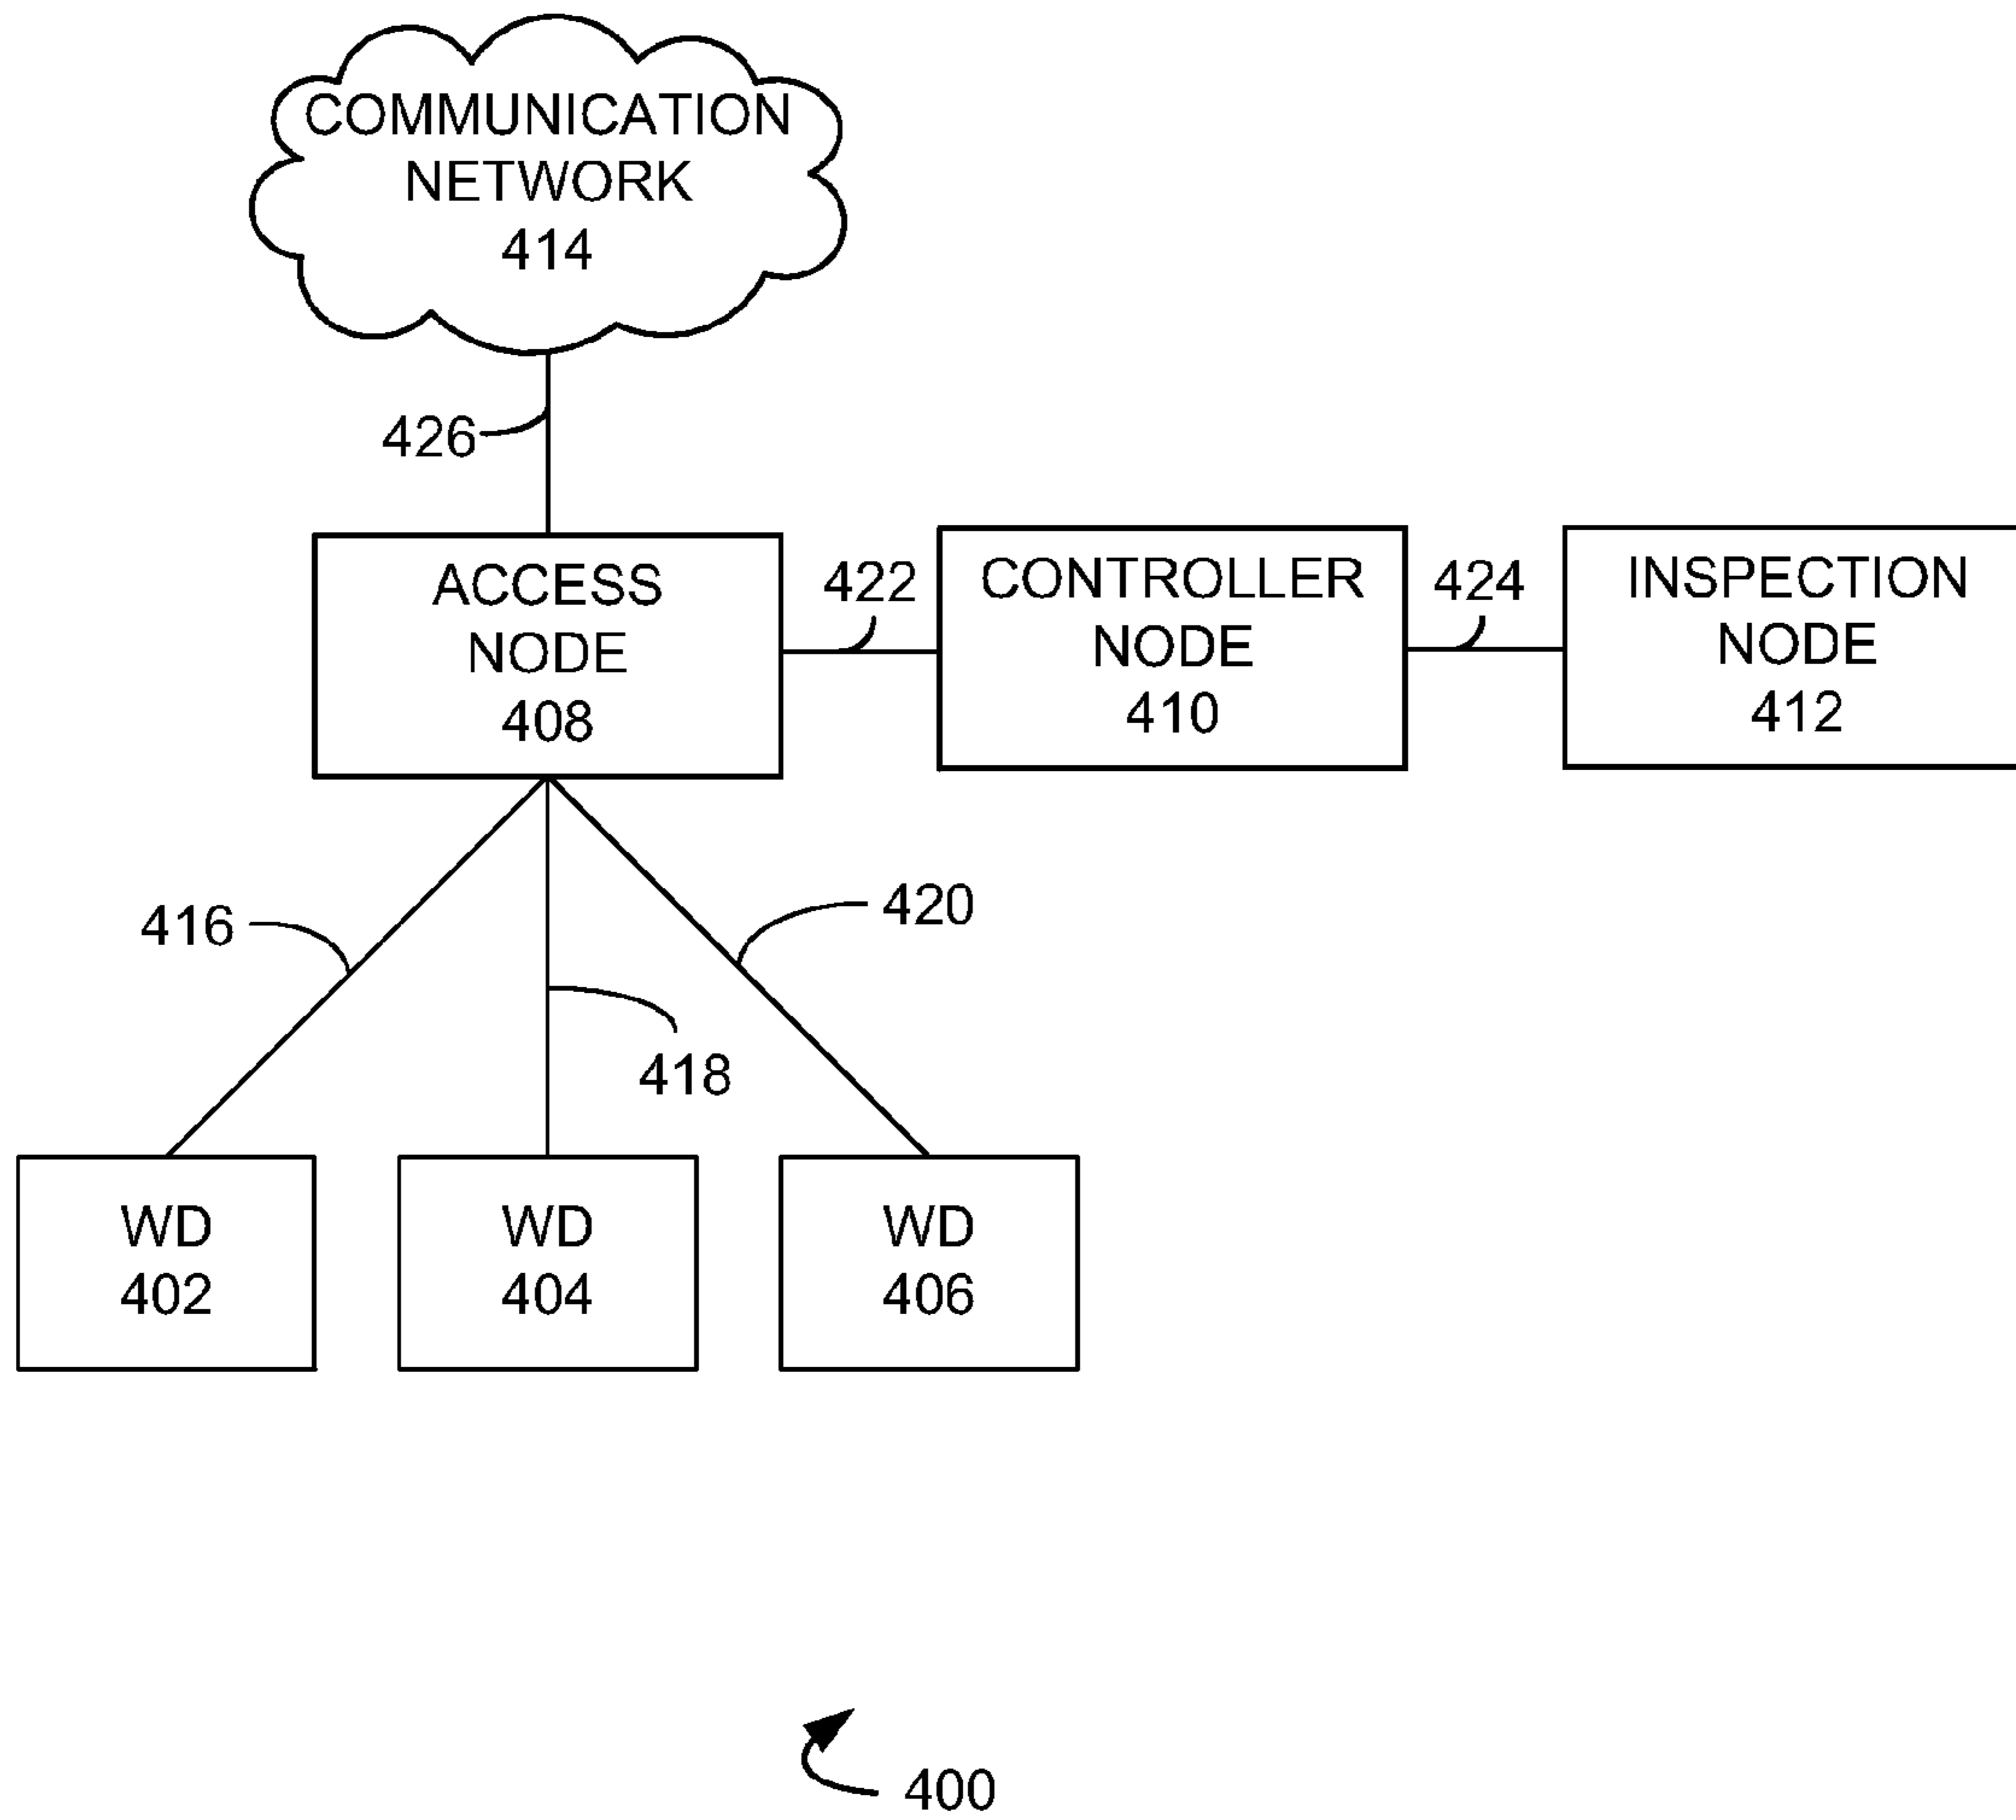 COMMUNICATION
NETWORK
414
426
ACCESS
NODE
408
422
CONTROLLER
NODE
410
424
INSPECTION
NODE
412
416
418
420
WD
402
WD
404
WD
406
400